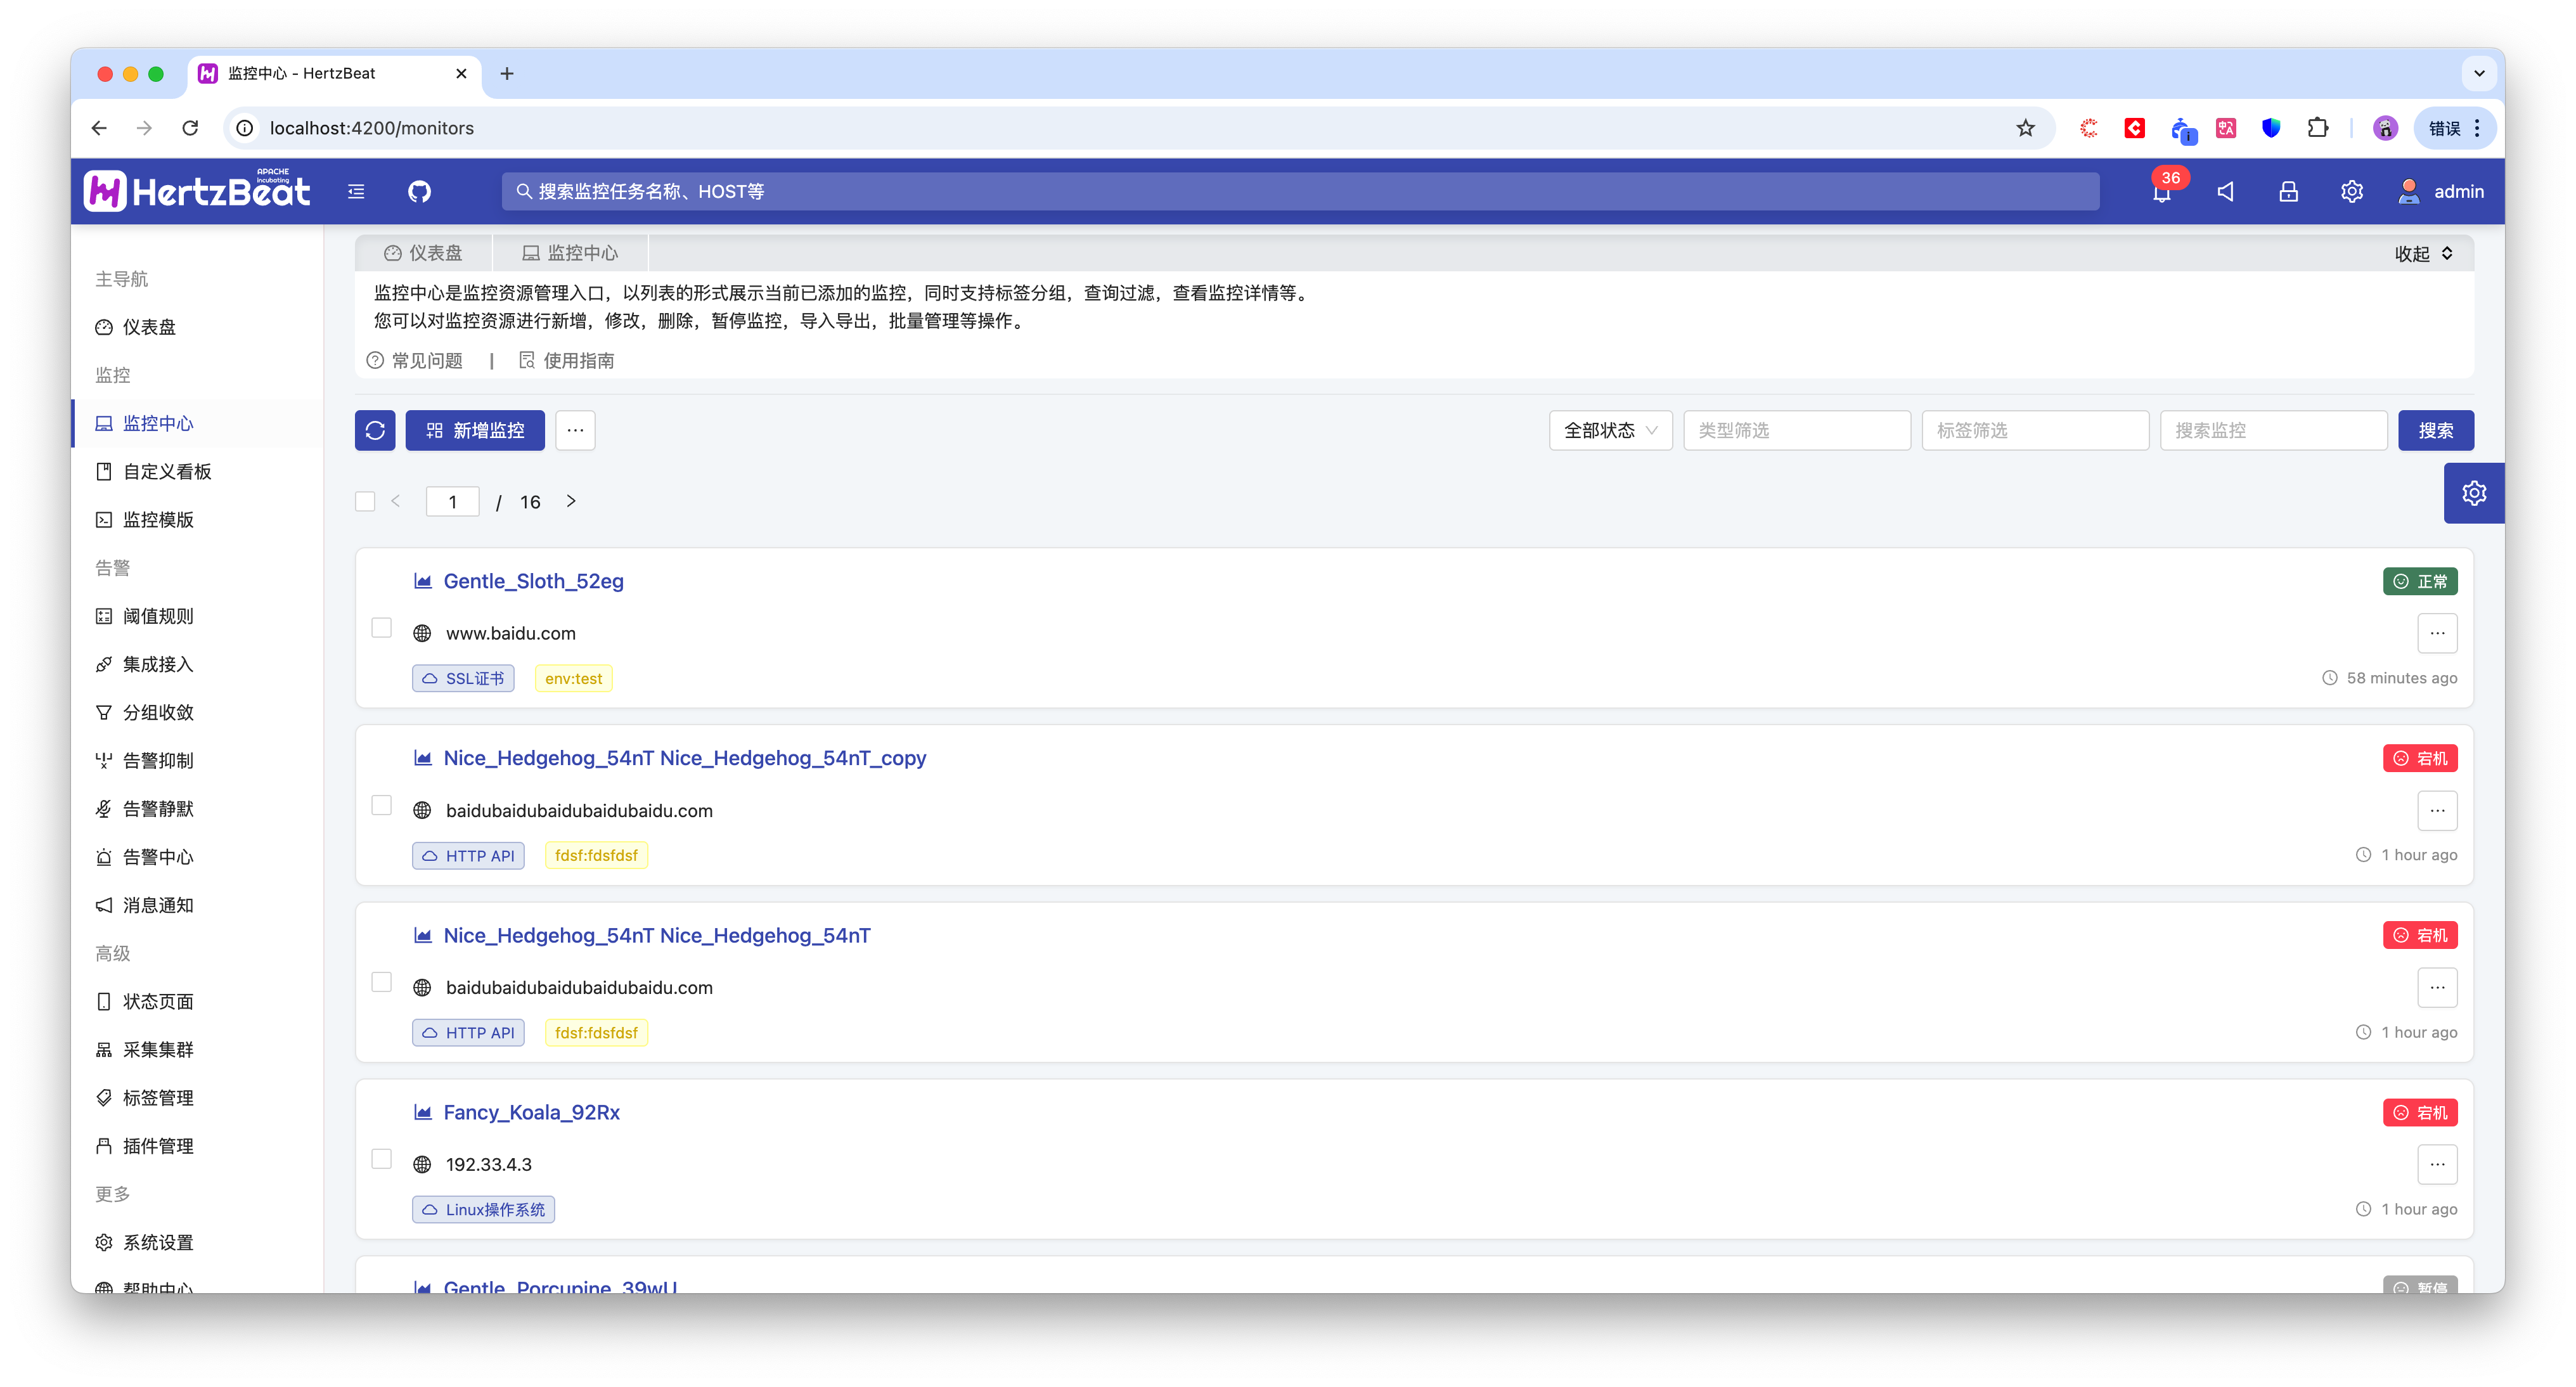 监控中心 - HertzBeat
localhost:4200/monitors
错误
APACHE
incubating
HertzBeat
搜索监控任务名称、HOST等
36
admin
主导航
仪表盘
监控
监控中心
自定义看板
监控模版
告警
阈值规则
集成接入
分组收敛
告警抑制
告警静默
告警中心
消息通知
高级
状态页面
采集集群
标签管理
插件管理
更多
系统设置
帮助中心
仪表盘
监控中心
收起
监控中心是监控资源管理入口，以列表的形式展示当前已添加的监控，同时支持标签分组，查询过滤，查看监控详情等。
您可以对监控资源进行新增，修改，删除，暂停监控，导入导出，批量管理等操作。
常见问题 | 使用指南
新增监控 ···
全部状态 类型筛选 标签筛选 搜索监控 搜索
1 / 16
Gentle_Sloth_52eg 正常
www.baidu.com ···
SSL证书 env:test 58 minutes ago
Nice_Hedgehog_54nT Nice_Hedgehog_54nT_copy 宕机
baidubaidubaidubaidubaidu.com ···
HTTP API fdsf:fdsfdsf 1 hour ago
Nice_Hedgehog_54nT Nice_Hedgehog_54nT 宕机
baidubaidubaidubaidubaidu.com ···
HTTP API fdsf:fdsfdsf 1 hour ago
Fancy_Koala_92Rx 宕机
192.33.4.3 ···
Linux操作系统 1 hour ago
Gentle_Porcupine_39wU 暂停